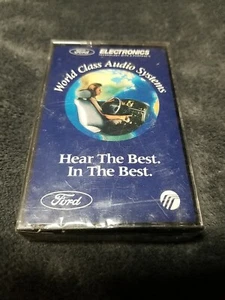 Ford ELECTRONICS
World Class Audio Systems
Hear The Best.
In The Best.
Ford